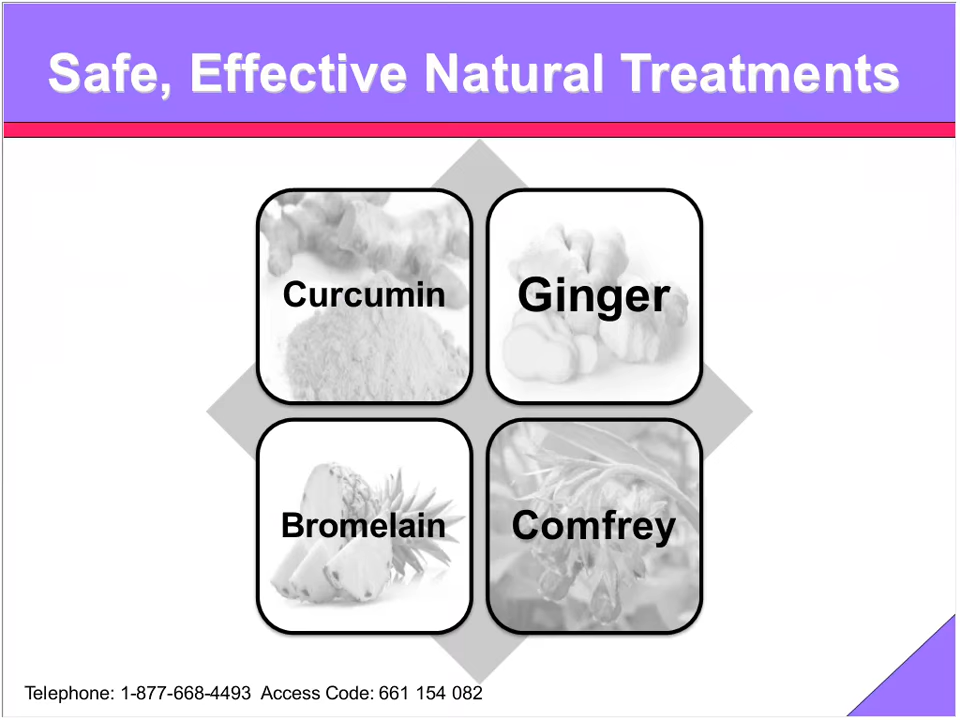 Safe, Effective Natural Treatments
Curcumin
Ginger
Bromelain
Comfrey
Telephone: 1-877-668-4493 Access Code: 661 154 082